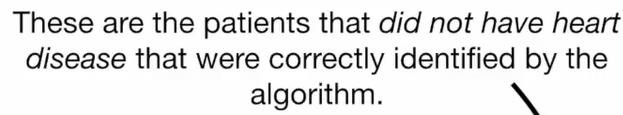 These are the patients that did not have heart
disease that were correctly identified by the
algorithm.